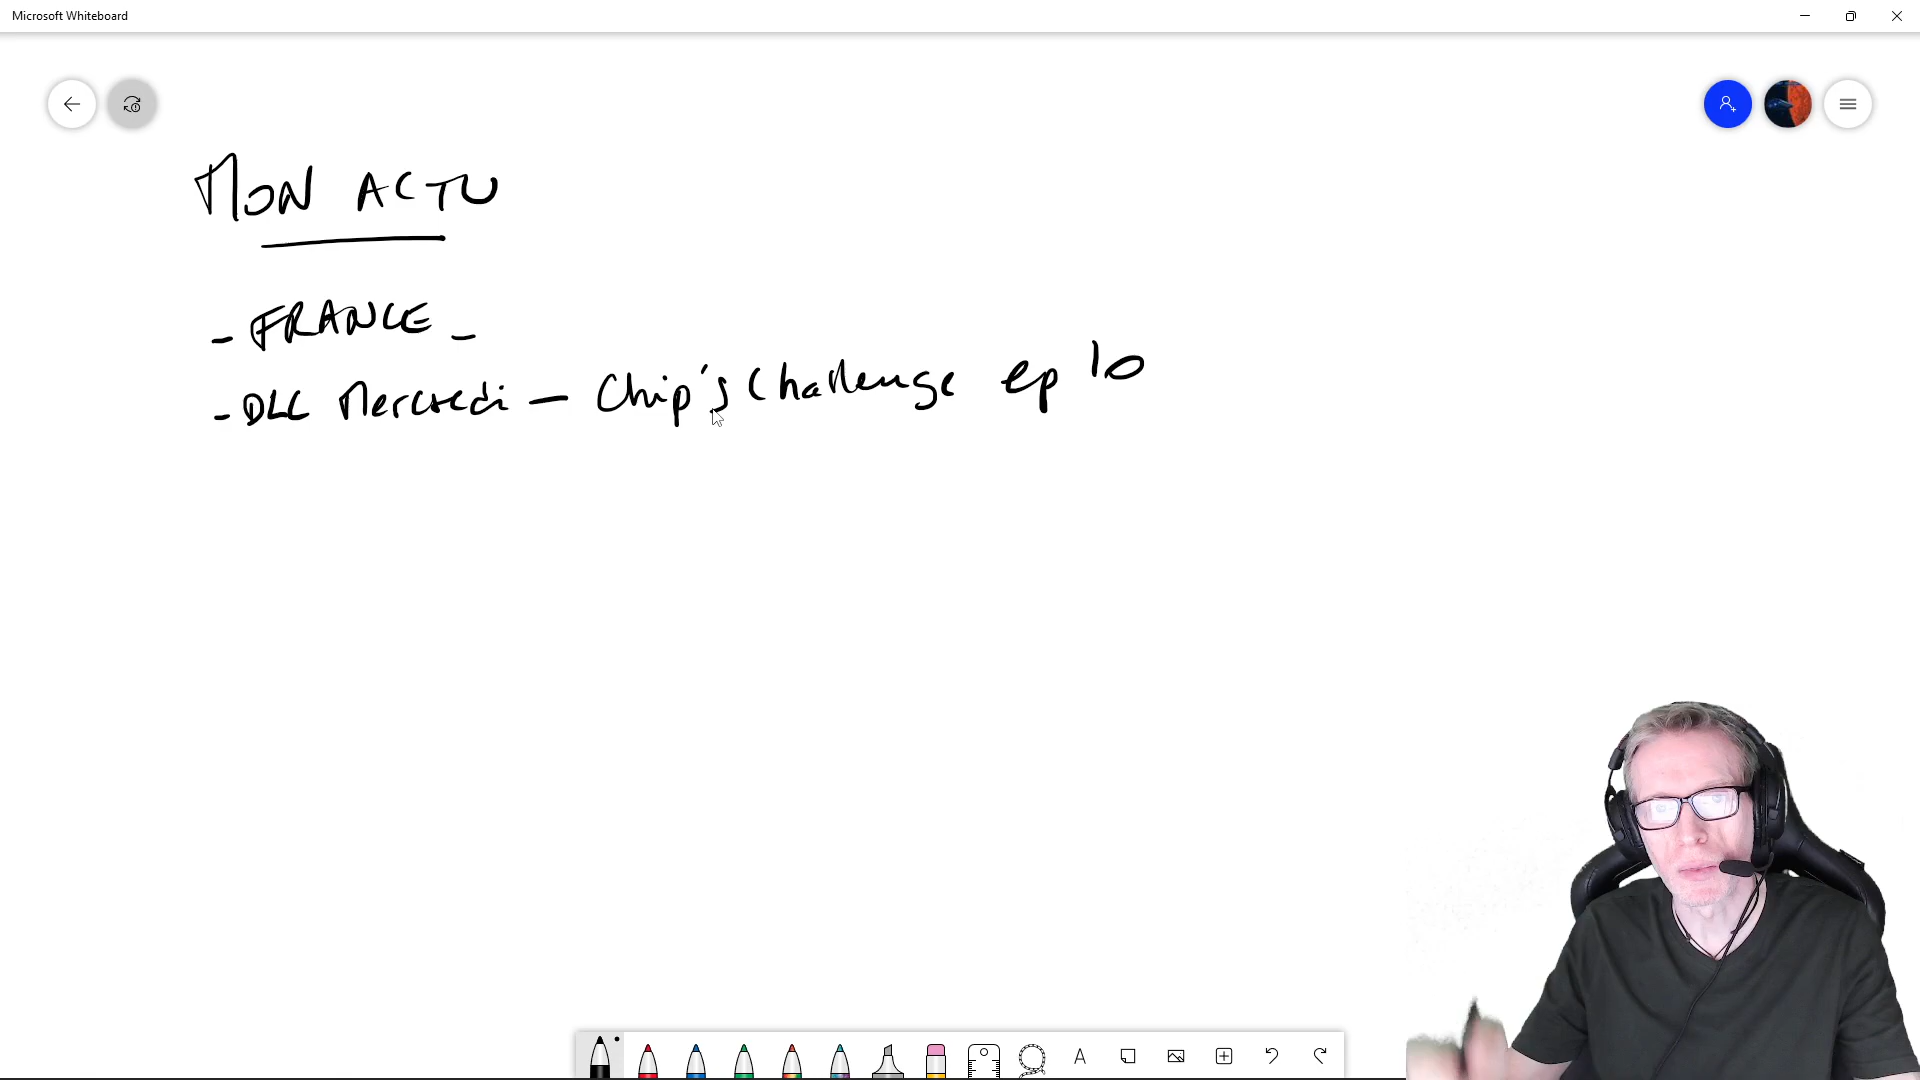 Microsoft Whiteboard
MON ACTU
- FRANCE -
- DLC Mercredi - Chip's Challenge ep 10
A